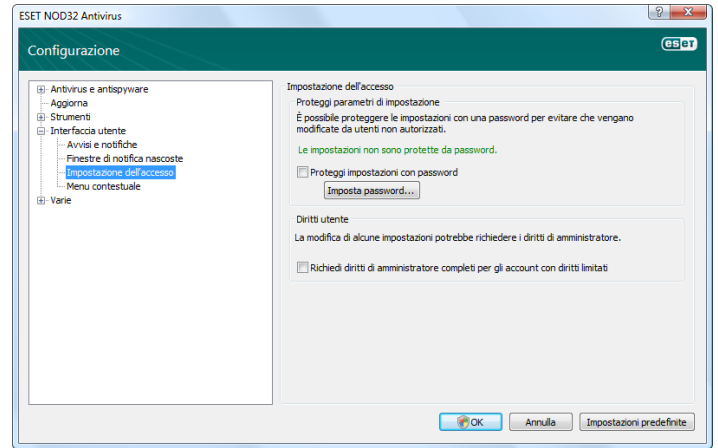 ESET NOD32 Antivirus
Configurazione
eset
Antivirus e antispyware
Aggiorna
Strumenti
Interfaccia utente
Avvisi e notifiche
Finestre di notifica nascoste
Impostazione dell'accesso
Menu contestuale
Varie
Impostazione dell'accesso
Proteggi parametri di impostazione
È possibile proteggere le impostazioni con una password per evitare che vengano
modificate da utenti non autorizzati.
Le impostazioni non sono protette da password.
Proteggi impostazioni con password
Imposta password...
Diritti utente
La modifica di alcune impostazioni potrebbe richiedere i diritti di amministratore.
Richiedi diritti di amministratore completi per gli account con diritti limitati
OK
Annulla
Impostazioni predefinite